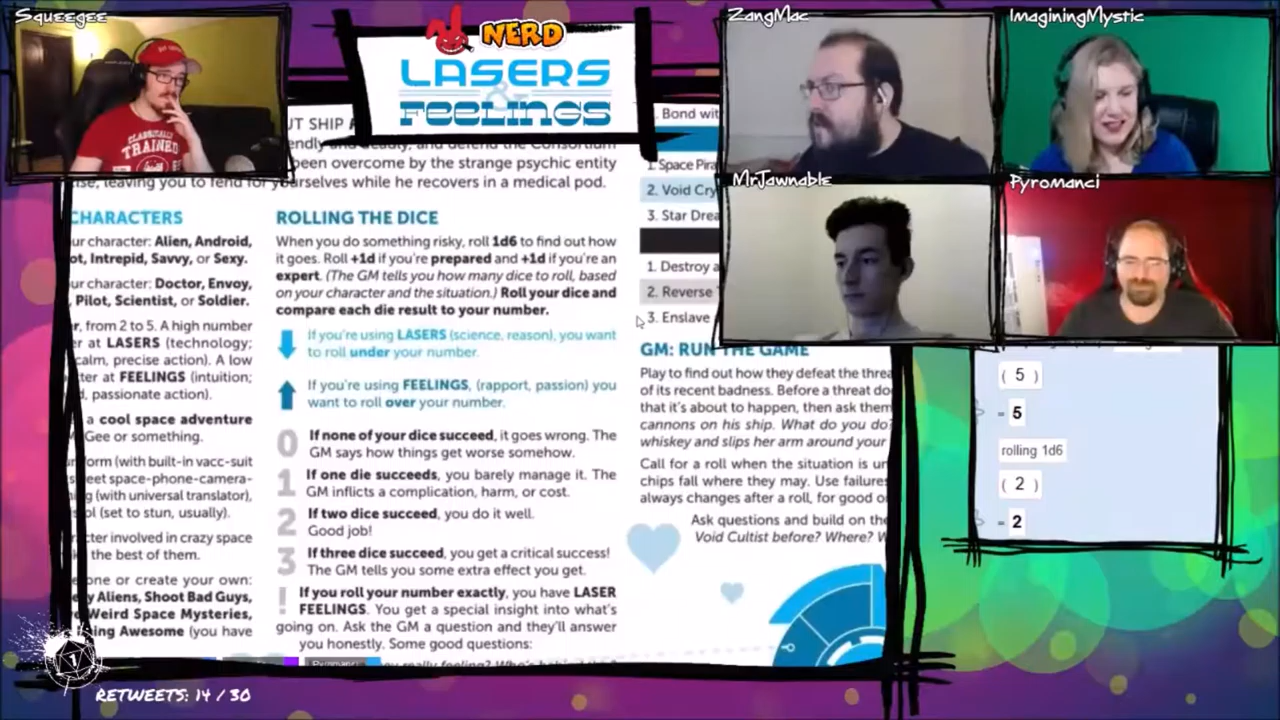 Squeegee
NERD
LASERS
&
FEELINGS
ZangMac
ImaginingMystic
MrJawnable
Pyromanci
UT SHIP
endly and deadly, and defend the Consortium
been overcome by the strange psychic entity
ise, leaving you to fend for yourselves while he recovers in a medical pod.
CHARACTERS
ur character: Alien, Android,
ot, Intrepid, Savvy, or Sexy.
ur character: Doctor, Envoy,
, Pilot, Scientist, or Soldier.
r, from 2 to 5. A high number
er at LASERS (technology;
calm, precise action). A low
ter at FEELINGS (intuition;
d, passionate action).
a cool space adventure
Gee or something.
orm (with built-in vacc-suit
eet space-phone-camera-
ng (with universal translator),
ol (set to stun, usually).
cter involved in crazy space
the best of them.
one or create your own:
y Aliens, Shoot Bad Guys,
Weird Space Mysteries,
ing Awesome (you have
ROLLING THE DICE
When you do something risky, roll 1d6 to find out how
it goes. Roll +1d if you're prepared and +1d if you're an
expert. (The GM tells you how many dice to roll, based
on your character and the situation.) Roll your dice and
compare each die result to your number.
If you're using LASERS (science, reason), you want
to roll under your number.
If you're using FEELINGS, (rapport, passion) you
want to roll over your number.
0 If none of your dice succeed, it goes wrong. The
GM says how things get worse somehow.
1 If one die succeeds, you barely manage it. The
GM inflicts a complication, harm, or cost.
2 If two dice succeed, you do it well.
Good job!
3 If three dice succeed, you get a critical success!
The GM tells you some extra effect you get.
! If you roll your number exactly, you have LASER
FEELINGS. You get a special insight into what's
going on. Ask the GM a question and they'll answer
you honestly. Some good questions:
. Bond wit
1. Space Pira
2. Void Cry
3. Star Drea
1. Destroy a
2. Reverse T
3. Enslave
GM: RUN THE GAME
Play to find out how they defeat the threa
of its recent badness. Before a threat do
that it's about to happen, then ask them
cannons on his ship. What do you do?
whiskey and slips her arm around your
Call for a roll when the situation is un
chips fall where they may. Use failures
always changes after a roll, for good o
Ask questions and build on the
Void Cultist before? Where? W
( 5 )
= 5
rolling 1d6
( 2 )
= 2
CLASSICALLY
TRAINED
1
RETWEETS: 14 / 30